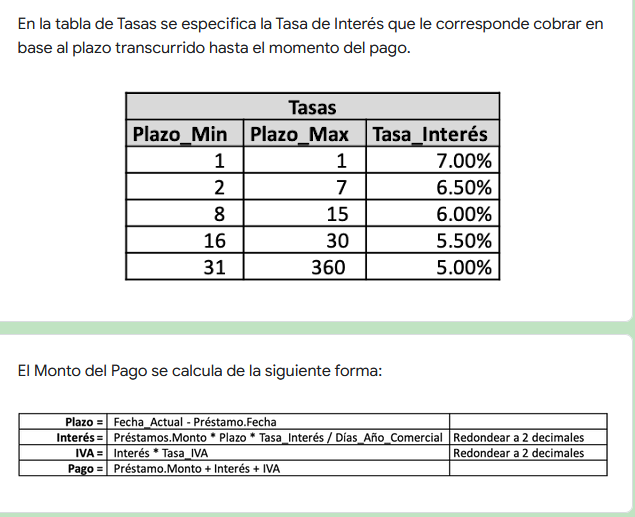 En la tabla de Tasas se especifica la Tasa de Interés que le corresponde cobrar en
base al plazo transcurrido hasta el momento del pago.
Tasas
Plazo_Min Plazo_Max Tasa_Interés
1 1 7.00%
2 7 6.50%
8 15 6.00%
16 30 5.50%
31 360 5.00%
El Monto del Pago se calcula de la siguiente forma:
Plazo = Fecha_Actual - Préstamo.Fecha
Interés = Préstamos.Monto * Plazo * Tasa_Interés / Días_Año_Comercial Redondear a 2 decimales
IVA = Interés * Tasa_IVA Redondear a 2 decimales
Pago = Préstamo.Monto + Interés + IVA